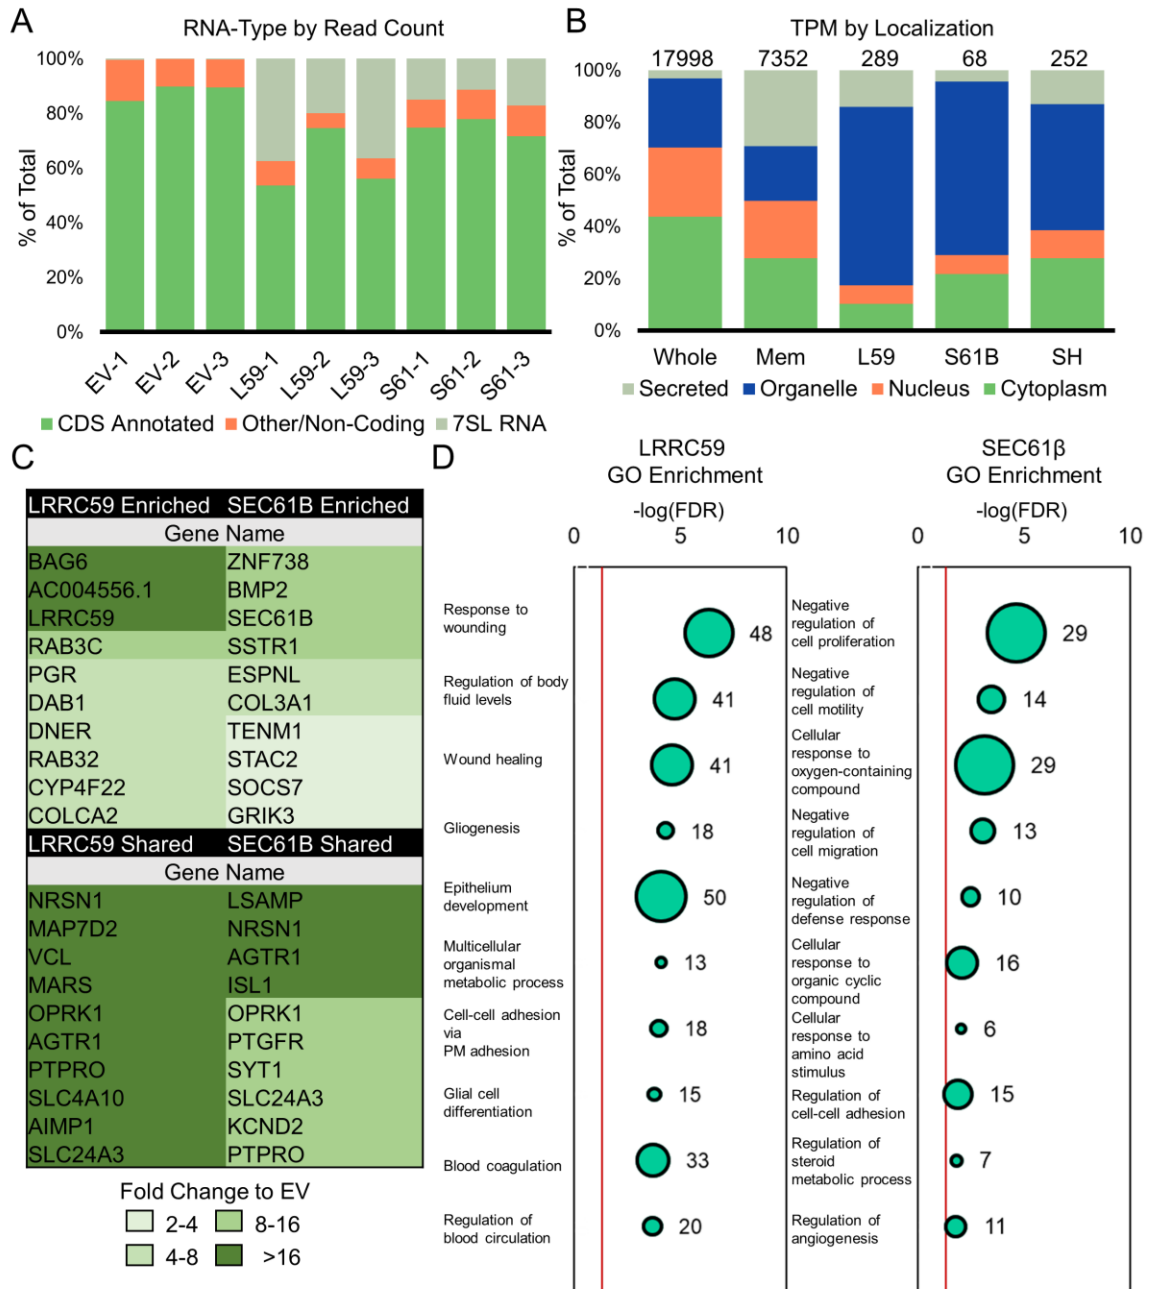 A
RNA-Type by Read Count
% of Total
100%
80%
60%
40%
20%
0%
EV-1
EV-2
EV-3
L59-1
L59-2
L59-3
S61-1
S61-2
S61-3
CDS Annotated Other/Non-Coding 7SL RNA
B
TPM by Localization
17998 7352 289 68 252
% of Total
100%
80%
60%
40%
20%
0%
Whole Mem L59 S61B SH
Secreted Organelle Nucleus Cytoplasm
C
LRRC59 Enriched SEC61B Enriched
Gene Name
BAG6 ZNF738
AC004556.1 BMP2
LRRC59 SEC61B
RAB3C SSTR1
PGR ESPNL
DAB1 COL3A1
DNER TENM1
RAB32 STAC2
CYP4F22 SOCS7
COLCA2 GRIK3
LRRC59 Shared SEC61B Shared
Gene Name
NRSN1 LSAMP
MAP7D2 NRSN1
VCL AGTR1
MARS ISL1
OPRK1 OPRK1
AGTR1 PTGFR
PTPRO SYT1
SLC4A10 SLC24A3
AIMP1 KCND2
SLC24A3 PTPRO
Fold Change to EV
2-4 8-16
4-8 >16
D
LRRC59
GO Enrichment
-log(FDR)
0 5 10
Response to
wounding
48
Regulation of body
fluid levels
41
Wound healing
41
Gliogenesis
18
Epithelium
development
50
Multicellular
organismal
metabolic process
13
Cell-cell adhesion
via
PM adhesion
18
Glial cell
differentiation
15
Blood coagulation
33
Regulation of
blood circulation
20
SEC61β
GO Enrichment
-log(FDR)
0 5 10
Negative
regulation of
cell proliferation
29
Negative
regulation of
cell motility
14
Cellular
response to
oxygen-containing
compound
29
Negative
regulation of
cell migration
13
Negative
regulation of
defense response
10
Cellular
response to
organic cyclic
compound
16
Cellular
response to
amino acid
stimulus
6
Regulation of
cell-cell adhesion
15
Regulation of
steroid
metabolic process
7
Regulation of
angiogenesis
11